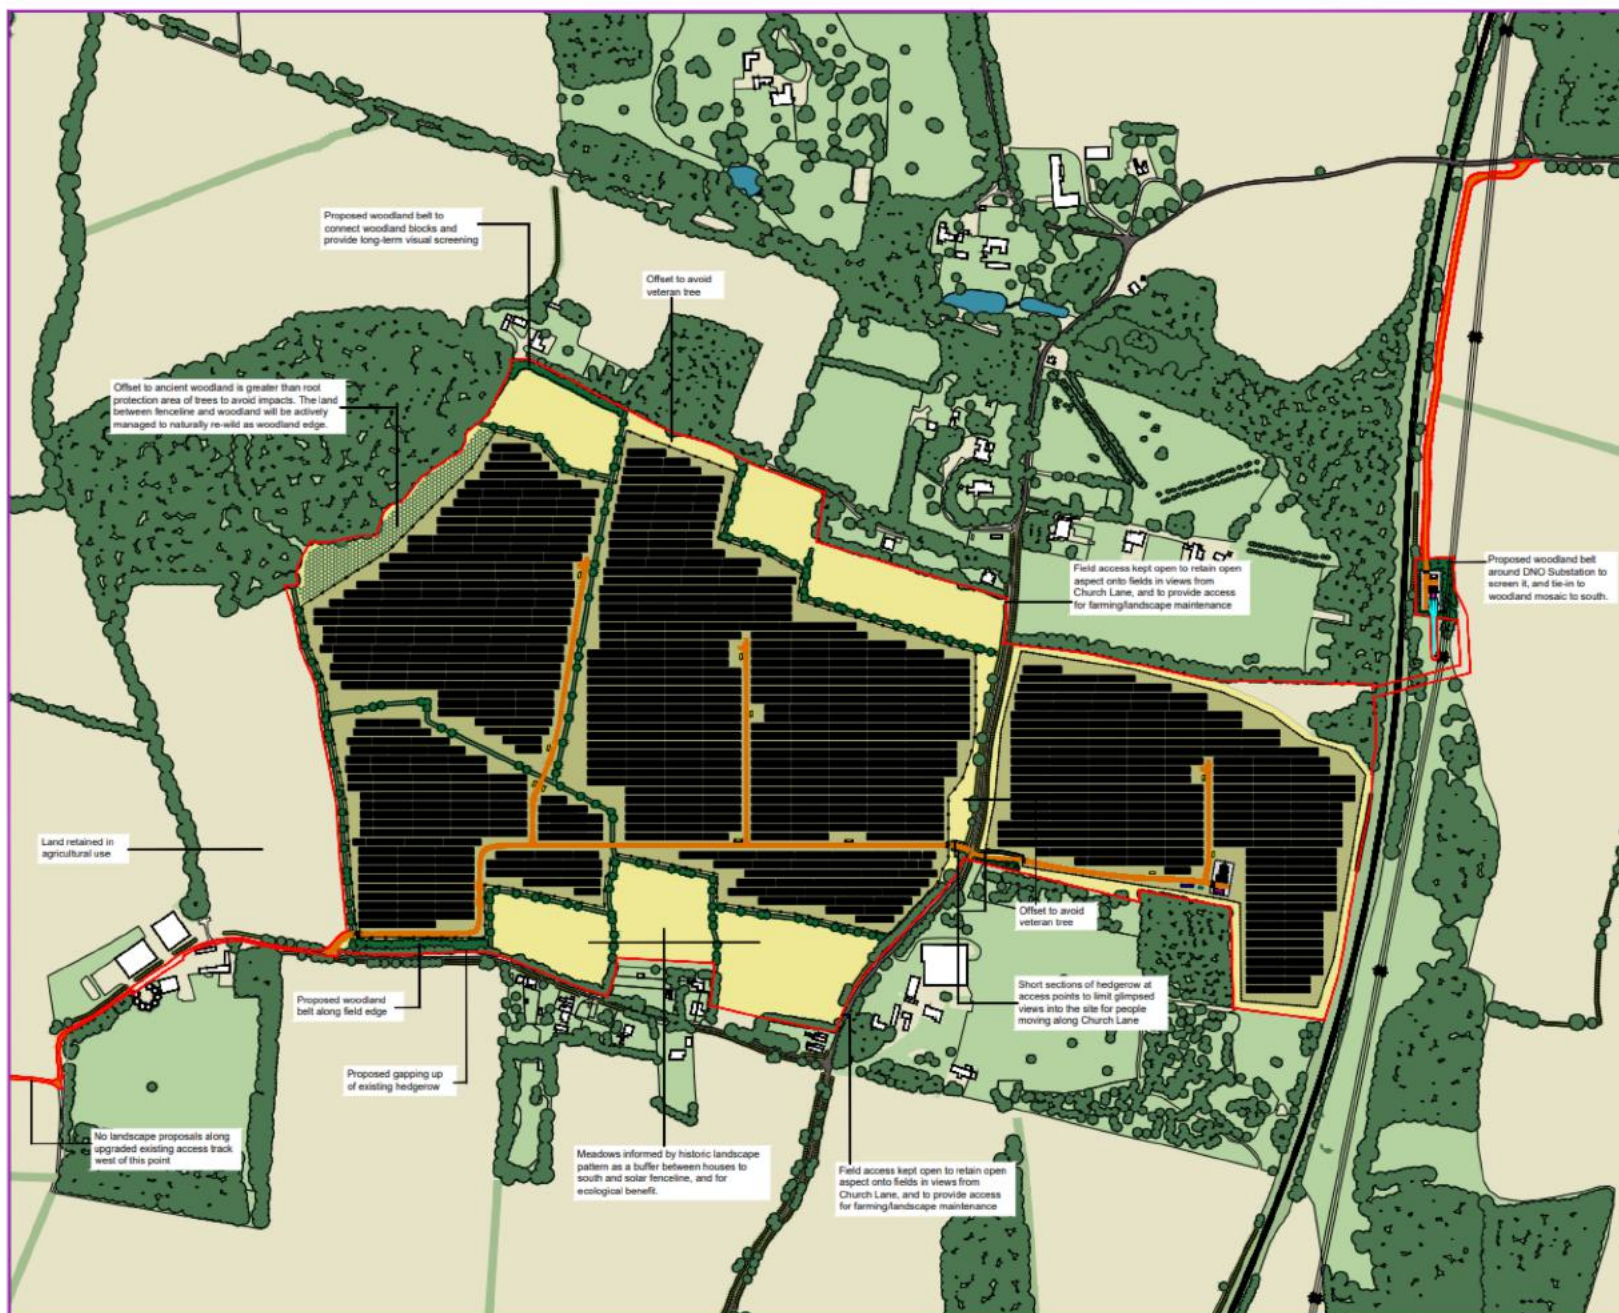 Proposed woodland belt to
connect woodland blocks and
provide long-term visual screening
Offset to avoid
veteran tree
Offset to ancient woodland is greater than root
protection area of trees to avoid impacts. The land
between fenceline and woodland will be actively
managed to naturally re-wild as woodland edge.
Field access kept open to retain open
aspect onto fields in views from
Church Lane, and to provide access
for farming/landscape maintenance
Proposed woodland belt
around DNO Substation to
screen it, and tie-in to
woodland mosaic to south.
Land retained in
agricultural use
Offset to avoid
veteran tree
Proposed woodland
belt along field edge
Short sections of hedgerow at
access points to limit glimpsed
views into the site for people
moving along Church Lane
Proposed gapping up
of existing hedgerow
No landscape proposals along
upgraded existing access track
west of this point
Meadows informed by historic landscape
pattern as a buffer between houses to
south and solar fenceline, and for
ecological benefit.
Field access kept open to retain open
aspect onto fields in views from
Church Lane, and to provide access
for farming/landscape maintenance